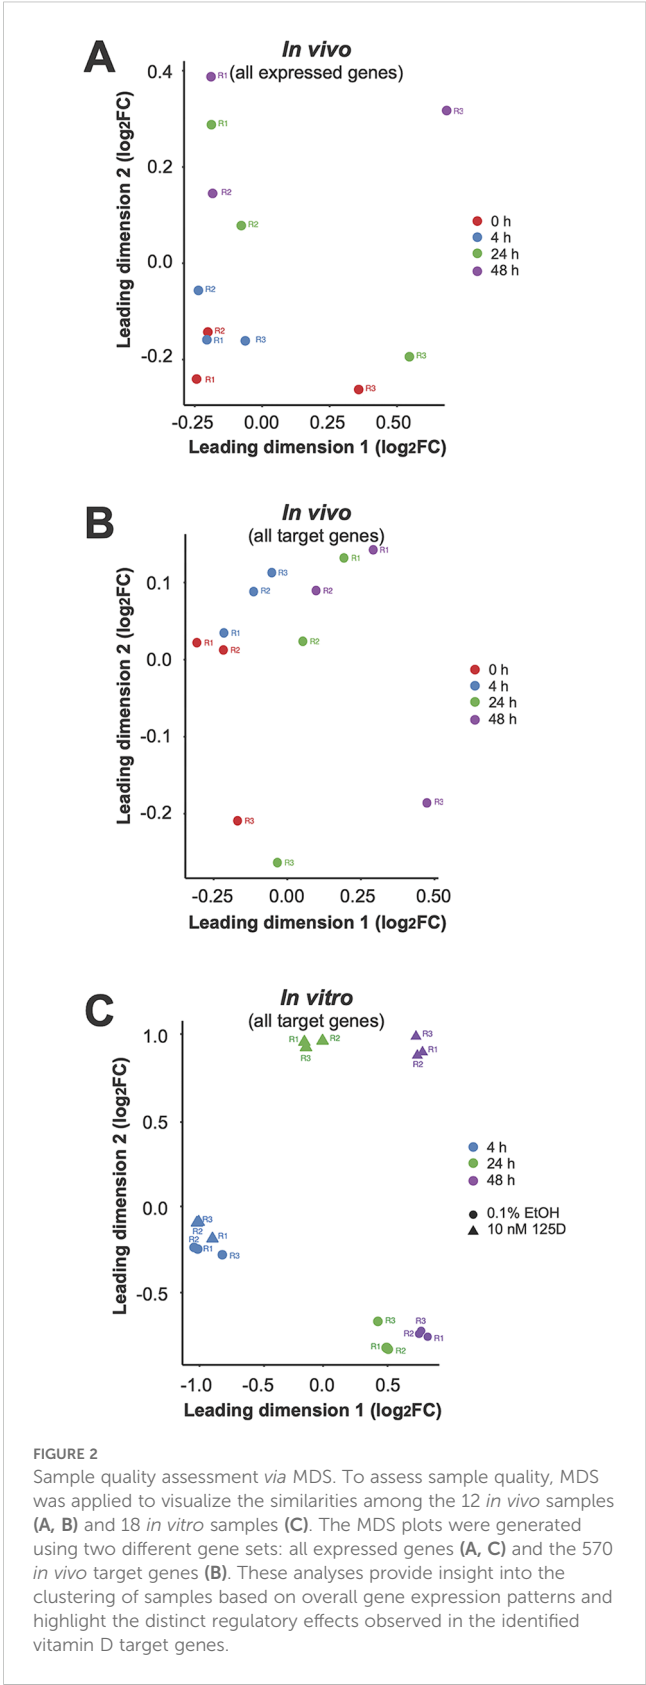 A
In vivo
(all expressed genes)
Leading dimension 2 (log2FC)
0.4
0.2
0.0
-0.2
R1
R3
R1
R2
R2
R2
R2
R1
R3
R3
R1
R3
0 h
4 h
24 h
48 h
-0.25
0.00
0.25
0.50
Leading dimension 1 (log2FC)
B
In vivo
(all target genes)
Leading dimension 2 (log2FC)
0.1
0.0
-0.1
-0.2
R1
R1
R3
R2
R2
R1
R1
R2
R2
R3
R3
R3
0 h
4 h
24 h
48 h
-0.25
0.00
0.25
0.50
Leading dimension 1 (log2FC)
C
In vitro
(all target genes)
Leading dimension 2 (log2FC)
1.0
0.5
0.0
-0.5
R1
R2
R3
R3
R1
R2
R3
R2
R1
R2
R1
R3
R3
R3
R2
R1
R1
R2
4 h
24 h
48 h
0.1% EtOH
10 nM 125D
-1.0
-0.5
0.0
0.5
Leading dimension 1 (log2FC)
FIGURE 2
Sample quality assessment via MDS. To assess sample quality, MDS
was applied to visualize the similarities among the 12 in vivo samples
(A, B) and 18 in vitro samples (C). The MDS plots were generated
using two different gene sets: all expressed genes (A, C) and the 570
in vivo target genes (B). These analyses provide insight into the
clustering of samples based on overall gene expression patterns and
highlight the distinct regulatory effects observed in the identified
vitamin D target genes.